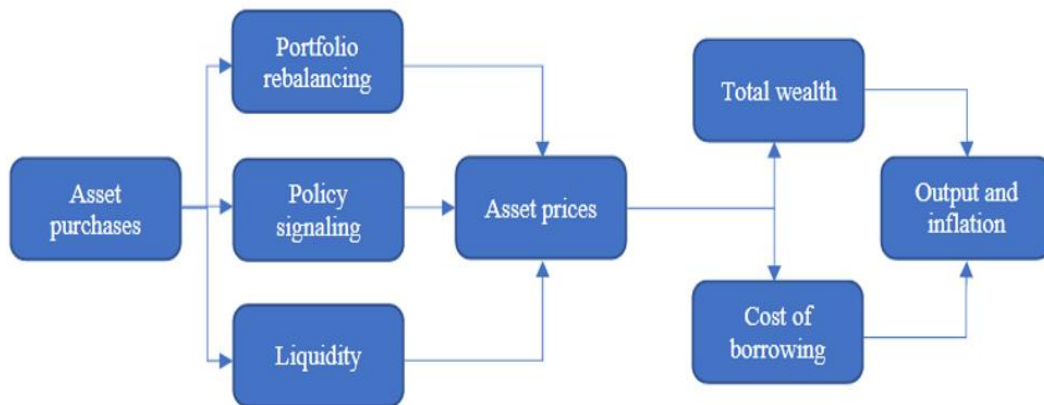 Portfolio
rebalancing
Total wealth
Asset
purchases
Policy
signaling
Asset prices
Output and
inflation
Liquidity
Cost of
borrowing